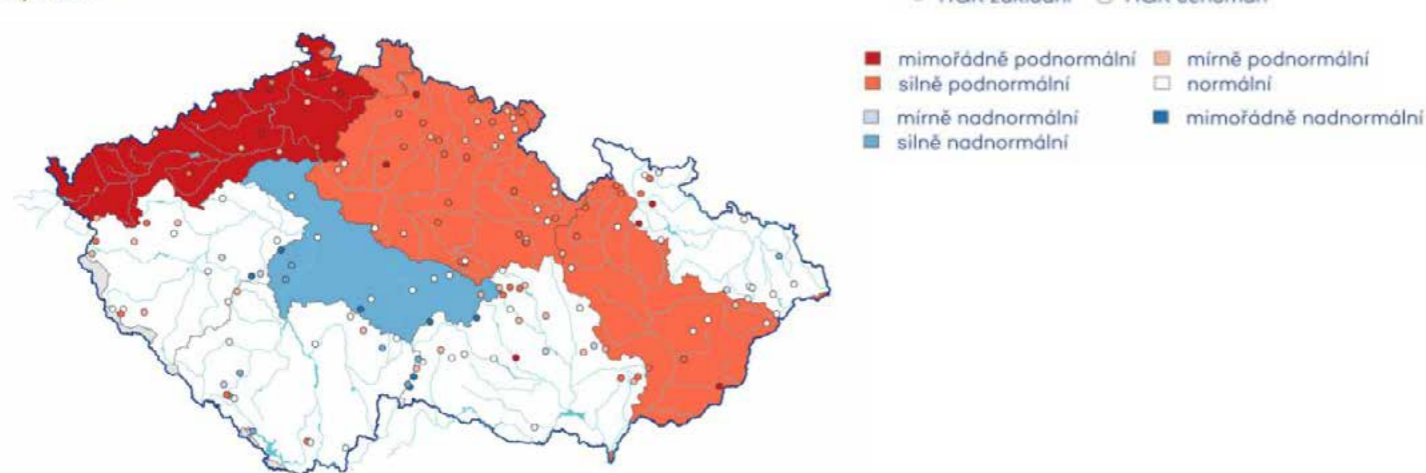 mimořádně podnormální
mírně podnormální
silně podnormální
normální
mírně nadnormální
mimořádně nadnormální
silně nadnormální